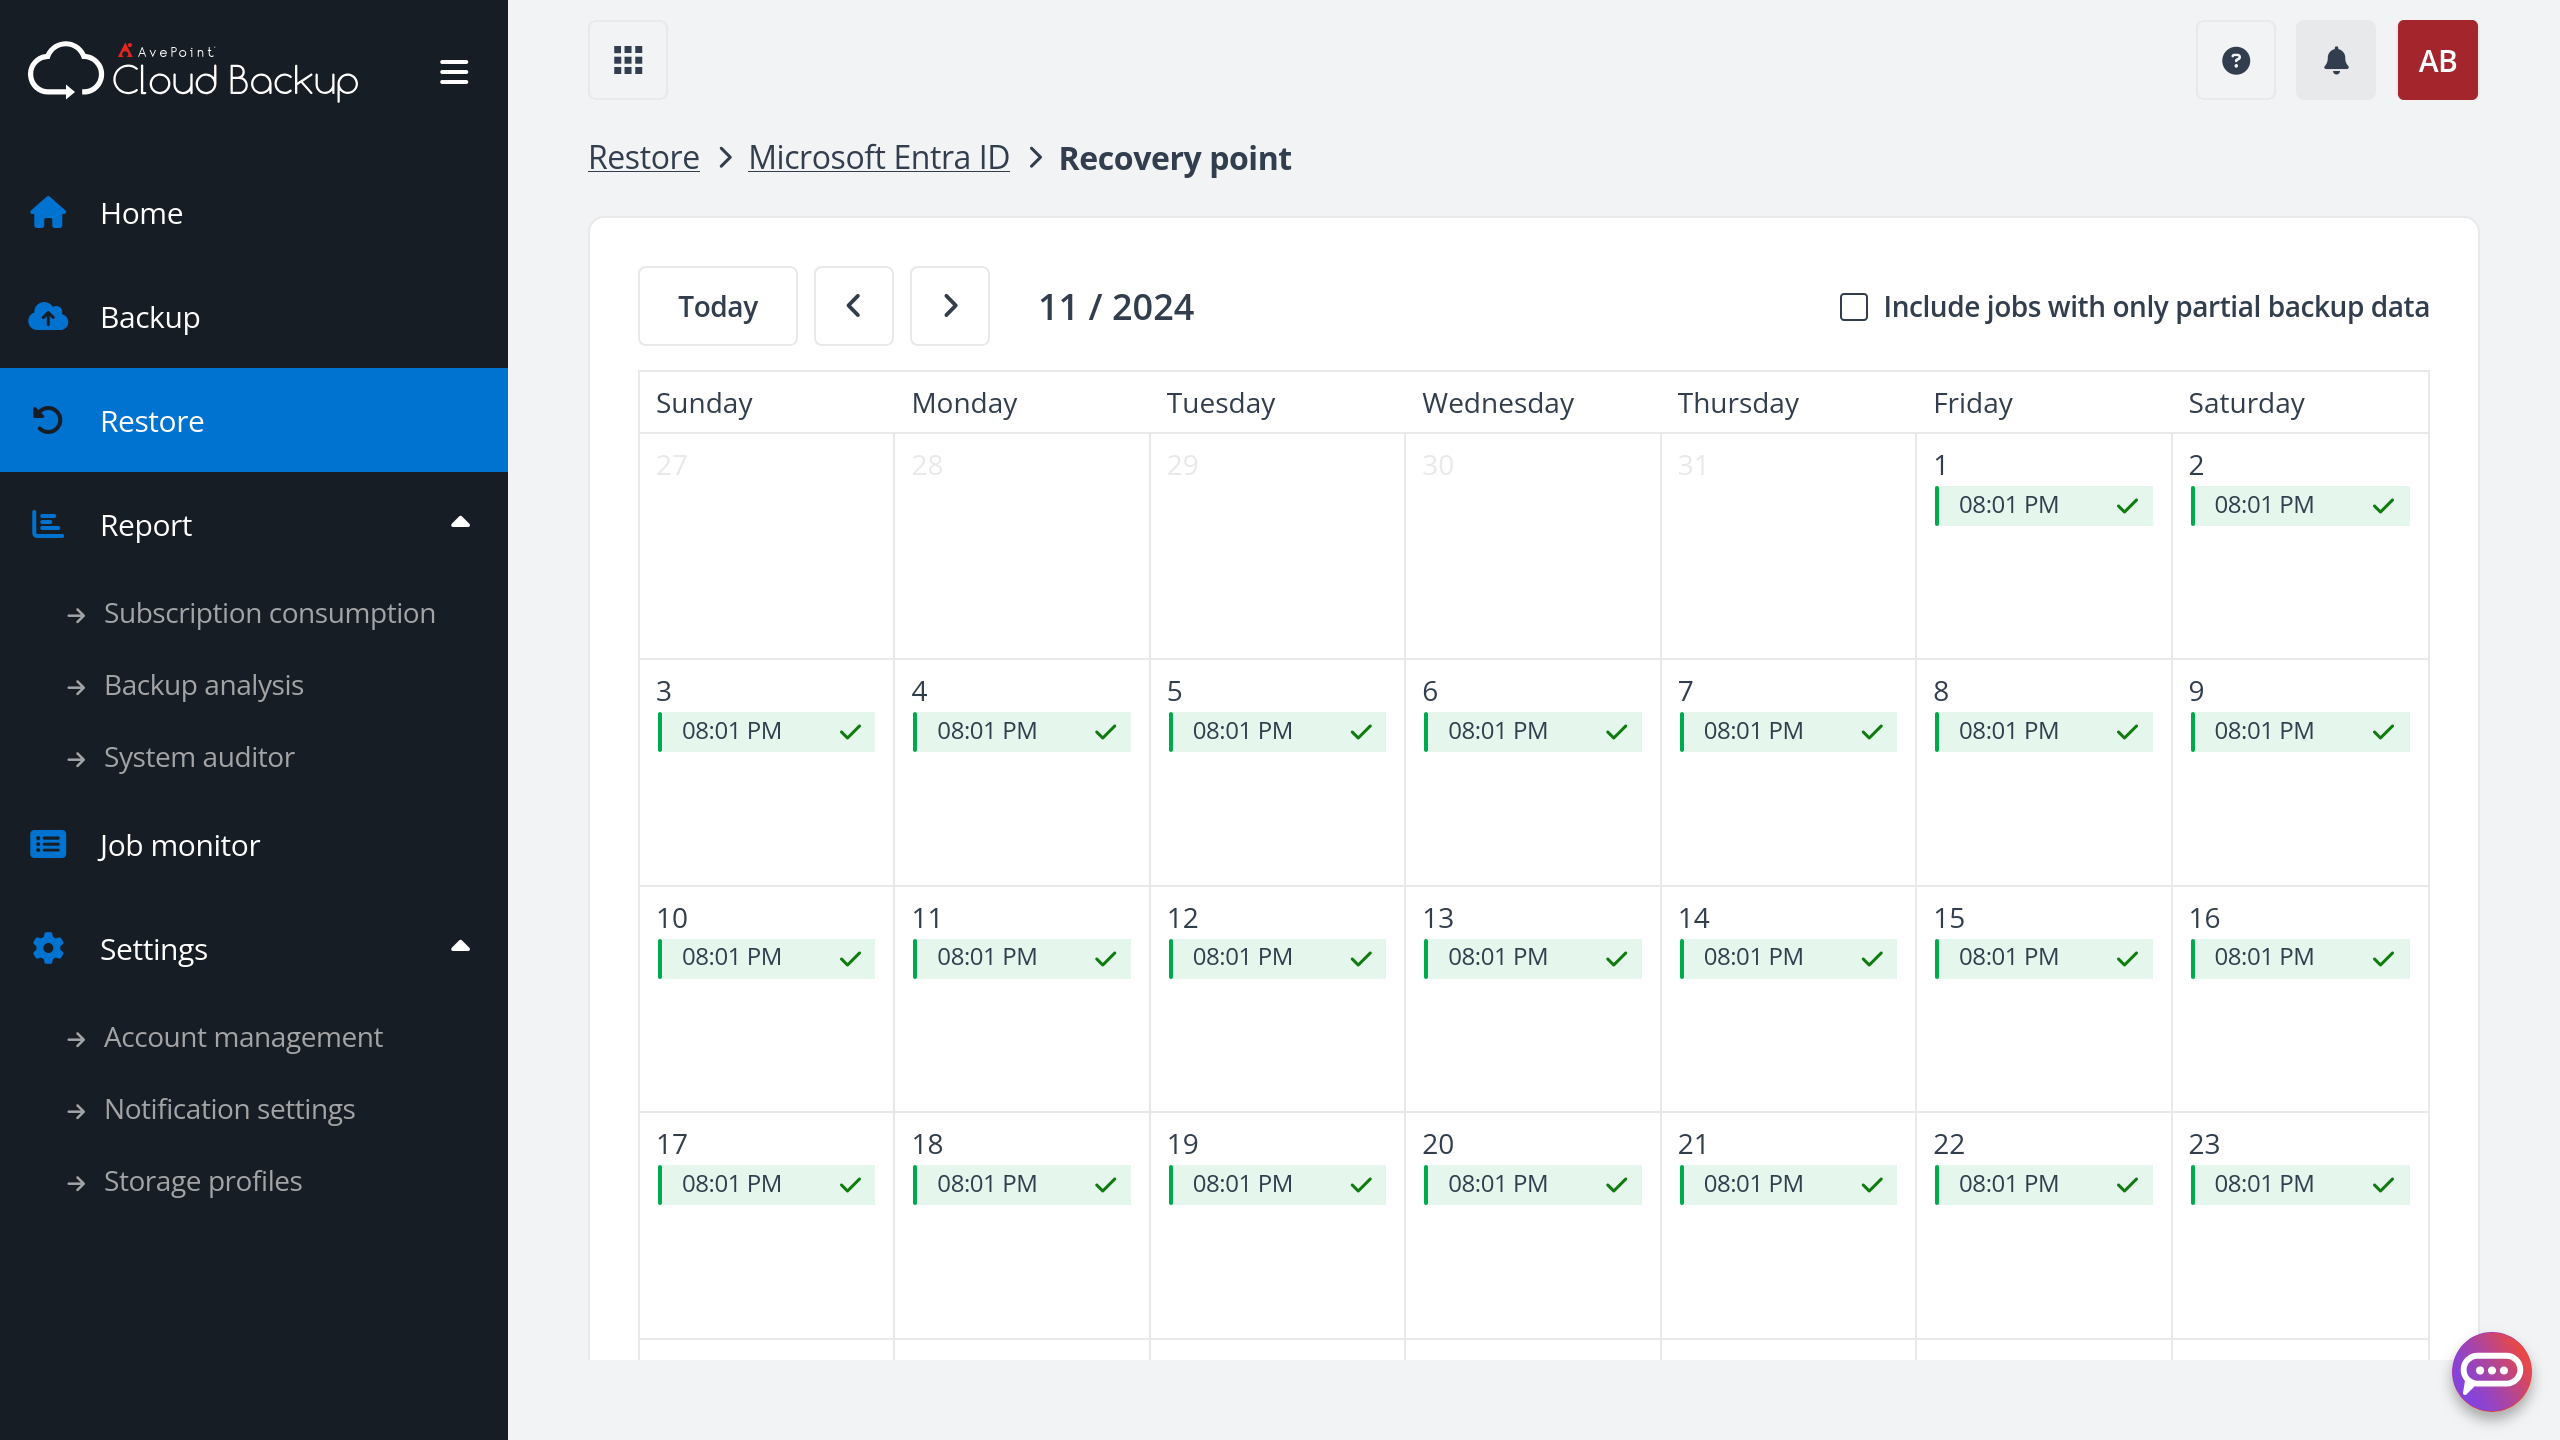 AvePoint
Cloud Backup
Home
Backup
Restore
Report
Subscription consumption
Backup analysis
System auditor
Job monitor
Settings
Account management
Notification settings
Storage profiles
?
AB
Restore > Microsoft Entra ID > Recovery point
Today
11 / 2024
Include jobs with only partial backup data
Sunday Monday Tuesday Wednesday Thursday Friday Saturday
27 28 29 30 31 1 2
08:01 PM 08:01 PM
3 4 5 6 7 8 9
08:01 PM 08:01 PM 08:01 PM 08:01 PM 08:01 PM 08:01 PM 08:01 PM
10 11 12 13 14 15 16
08:01 PM 08:01 PM 08:01 PM 08:01 PM 08:01 PM 08:01 PM 08:01 PM
17 18 19 20 21 22 23
08:01 PM 08:01 PM 08:01 PM 08:01 PM 08:01 PM 08:01 PM 08:01 PM